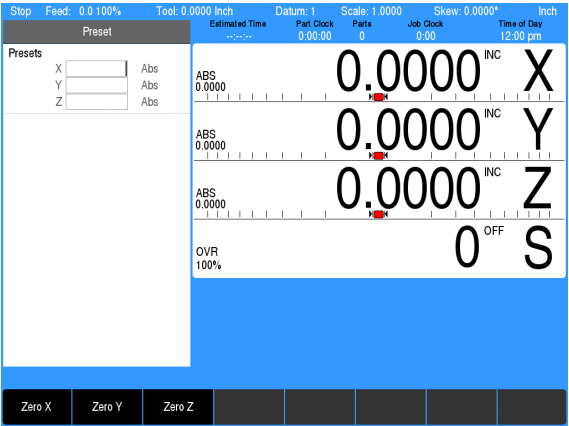 Stop Feed: 0.0 100% Tool: 0.0000 Inch Datum: 1 Scale: 1.0000 Skew: 0.0000° Inch
Estimated Time Part Clock Parts Job Clock Time of Day
--:--:-- 0:00:00 0 0:00 12:00 pm
Preset
Presets
X Abs
Y Abs
Z Abs
ABS 0.0000 INC X
0.0000
ABS 0.0000 INC Y
0.0000
ABS 0.0000 INC Z
0.0000
OVR 0 OFF S
100%
Zero X Zero Y Zero Z